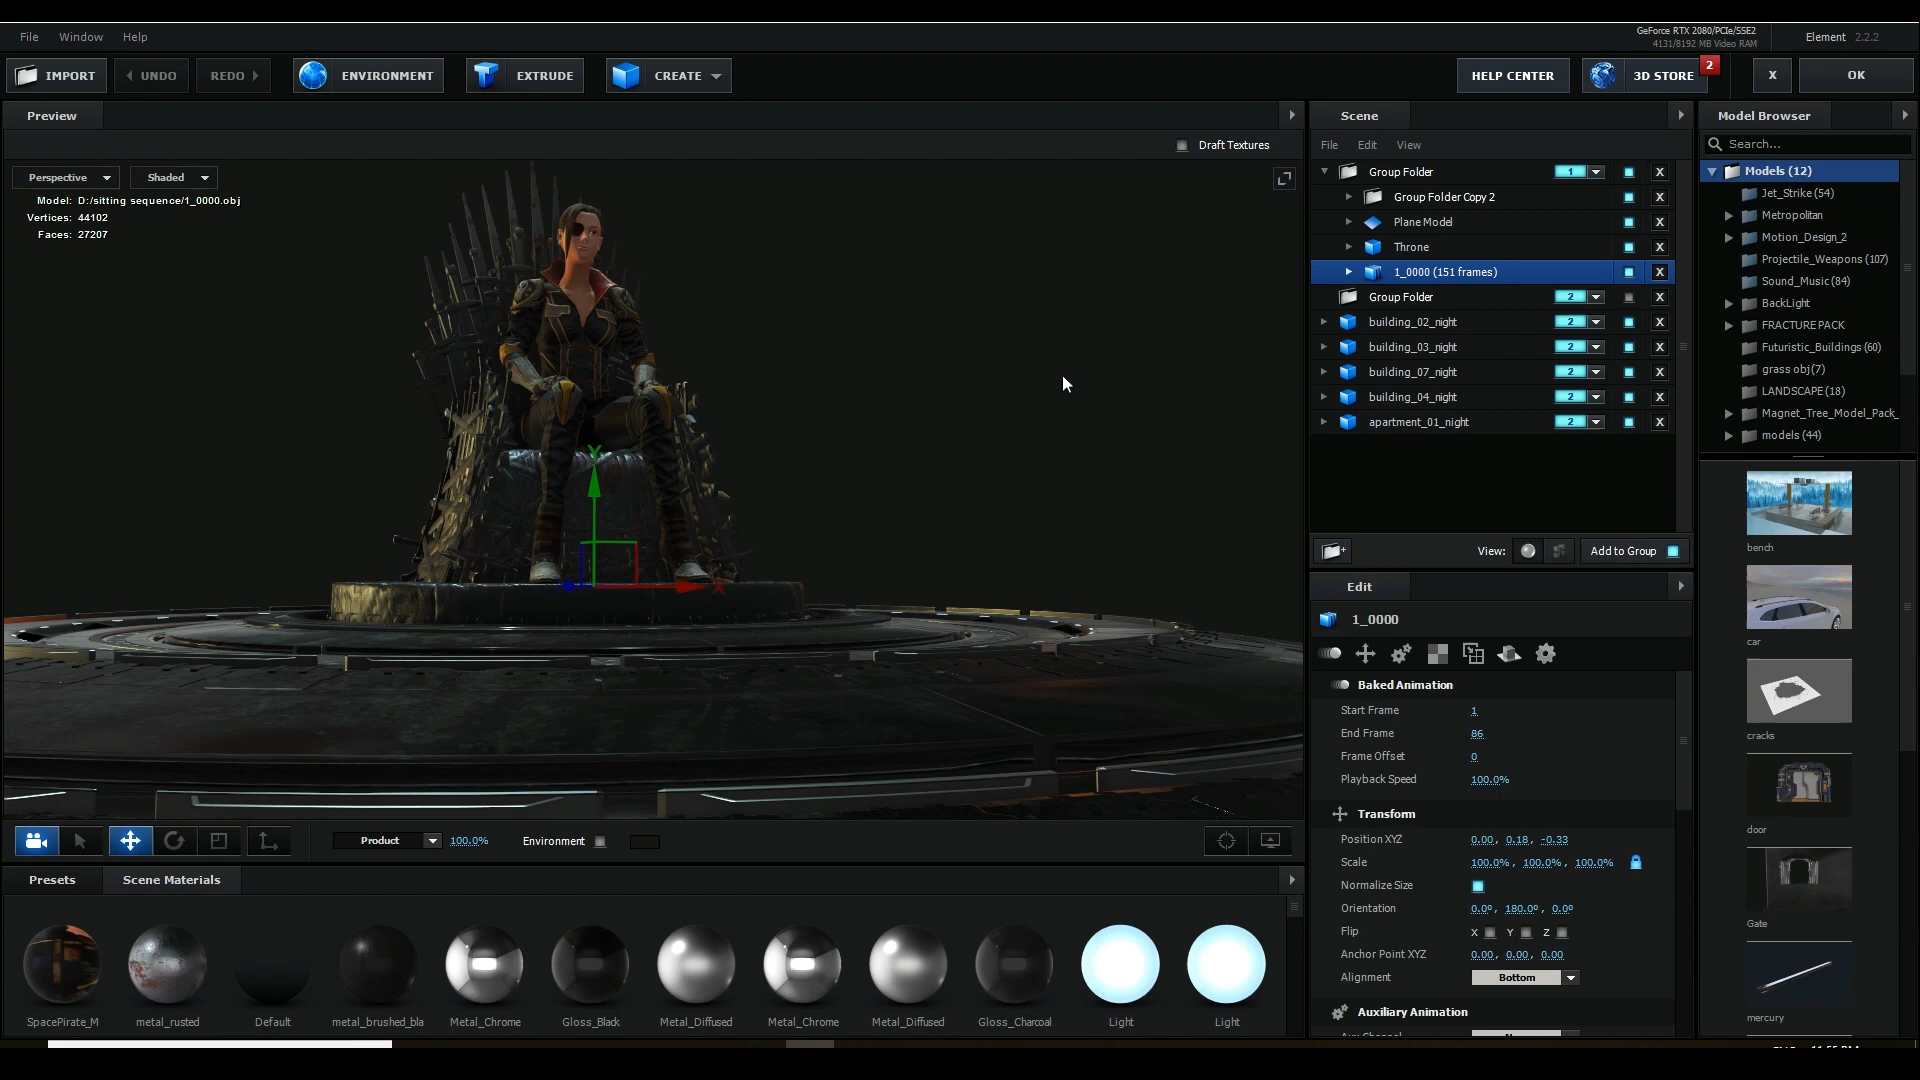 File Window Help
GeForce RTX 2080/PCIe/SSE2
4131/8192 MB Video RAM
Element 2.2.2
IMPORT UNDO REDO ENVIRONMENT EXTRUDE CREATE HELP CENTER 3D STORE 2 X OK
Preview
Draft Textures
Perspective Shaded
Model: D:/sitting sequence/1_0000.obj
Vertices: 44102
Faces: 27207
Y
X
Product 100.0% Environment
Presets Scene Materials
SpacePirate_M metal_rusted Default metal_brushed_bla Metal_Chrome Gloss_Black Metal_Diffused Metal_Chrome Metal_Diffused Gloss_Charcoal Light Light
Scene
File Edit View
Group Folder 1 X
Group Folder Copy 2 X
Plane Model X
Throne X
1_0000 (151 frames) X
Group Folder 2 X
building_02_night 2 X
building_03_night 2 X
building_07_night 2 X
building_04_night 2 X
apartment_01_night 2 X
View: Add to Group
Edit
1_0000
Baked Animation
Start Frame 1
End Frame 86
Frame Offset 0
Playback Speed 100.0%
Transform
Position XYZ 0.00, 0.18, -0.33
Scale 100.0%, 100.0%, 100.0%
Normalize Size
Orientation 0.0°, 180.0°, 0.0°
Flip X Y Z
Anchor Point XYZ 0.00, 0.00, 0.00
Alignment Bottom
Auxiliary Animation
Model Browser
Search...
Models (12)
Jet_Strike (54)
Metropolitan
Motion_Design_2
Projectile_Weapons (107)
Sound_Music (84)
BackLight
FRACTURE PACK
Futuristic_Buildings (60)
grass obj (7)
LANDSCAPE (18)
Magnet_Tree_Model_Pack_
models (44)
bench
car
cracks
door
Gate
mercury